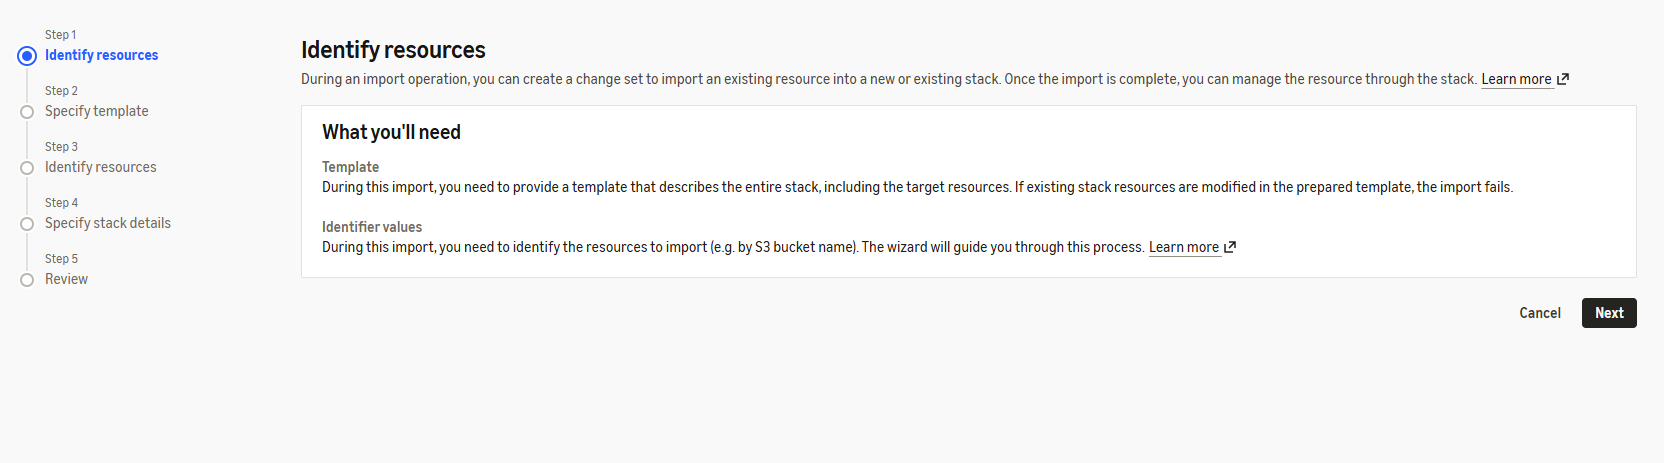 Step 1
Identify resources
Step 2
Specify template
Step 3
Identify resources
Step 4
Specify stack details
Step 5
Review
Identify resources
During an import operation, you can create a change set to import an existing resource into a new or existing stack. Once the import is complete, you can manage the resource through the stack. Learn more
What you'll need
Template
During this import, you need to provide a template that describes the entire stack, including the target resources. If existing stack resources are modified in the prepared template, the import fails.
Identifier values
During this import, you need to identify the resources to import (e.g. by S3 bucket name). The wizard will guide you through this process. Learn more
Cancel
Next